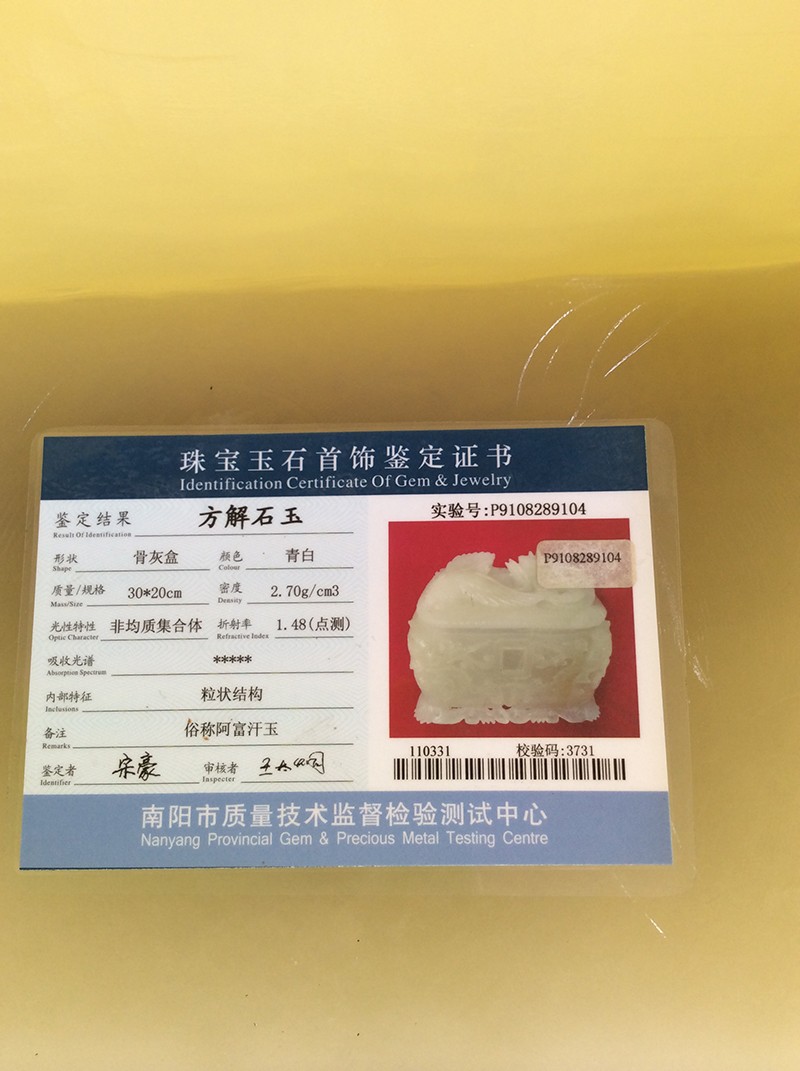 珠宝玉石首饰鉴定证书
Identification Certificate Of Gem & Jewelry
鉴定结果 方解石玉
Result Of Identification
形状 骨灰盒 颜色 青白
Shape Colour
质量/规格 30*20cm 密度 2.70g/cm3
Mass/Size Density
光性特性 非均质集合体 折射率 1.48(点测)
Optic Character Refractive Index
吸收光谱 *****
Absorption Spectrum
内部特征 粒状结构
Inclusions
备注 俗称阿富汗玉
Remarks
鉴定者 宋豪 审核者
Identifier Inspecter
实验号:P9108289104
P9108289104
110331 校验码:3731
南阳市质量技术监督检验测试中心
Nanyang Provincial Gem & Precious Metal Testing Centre